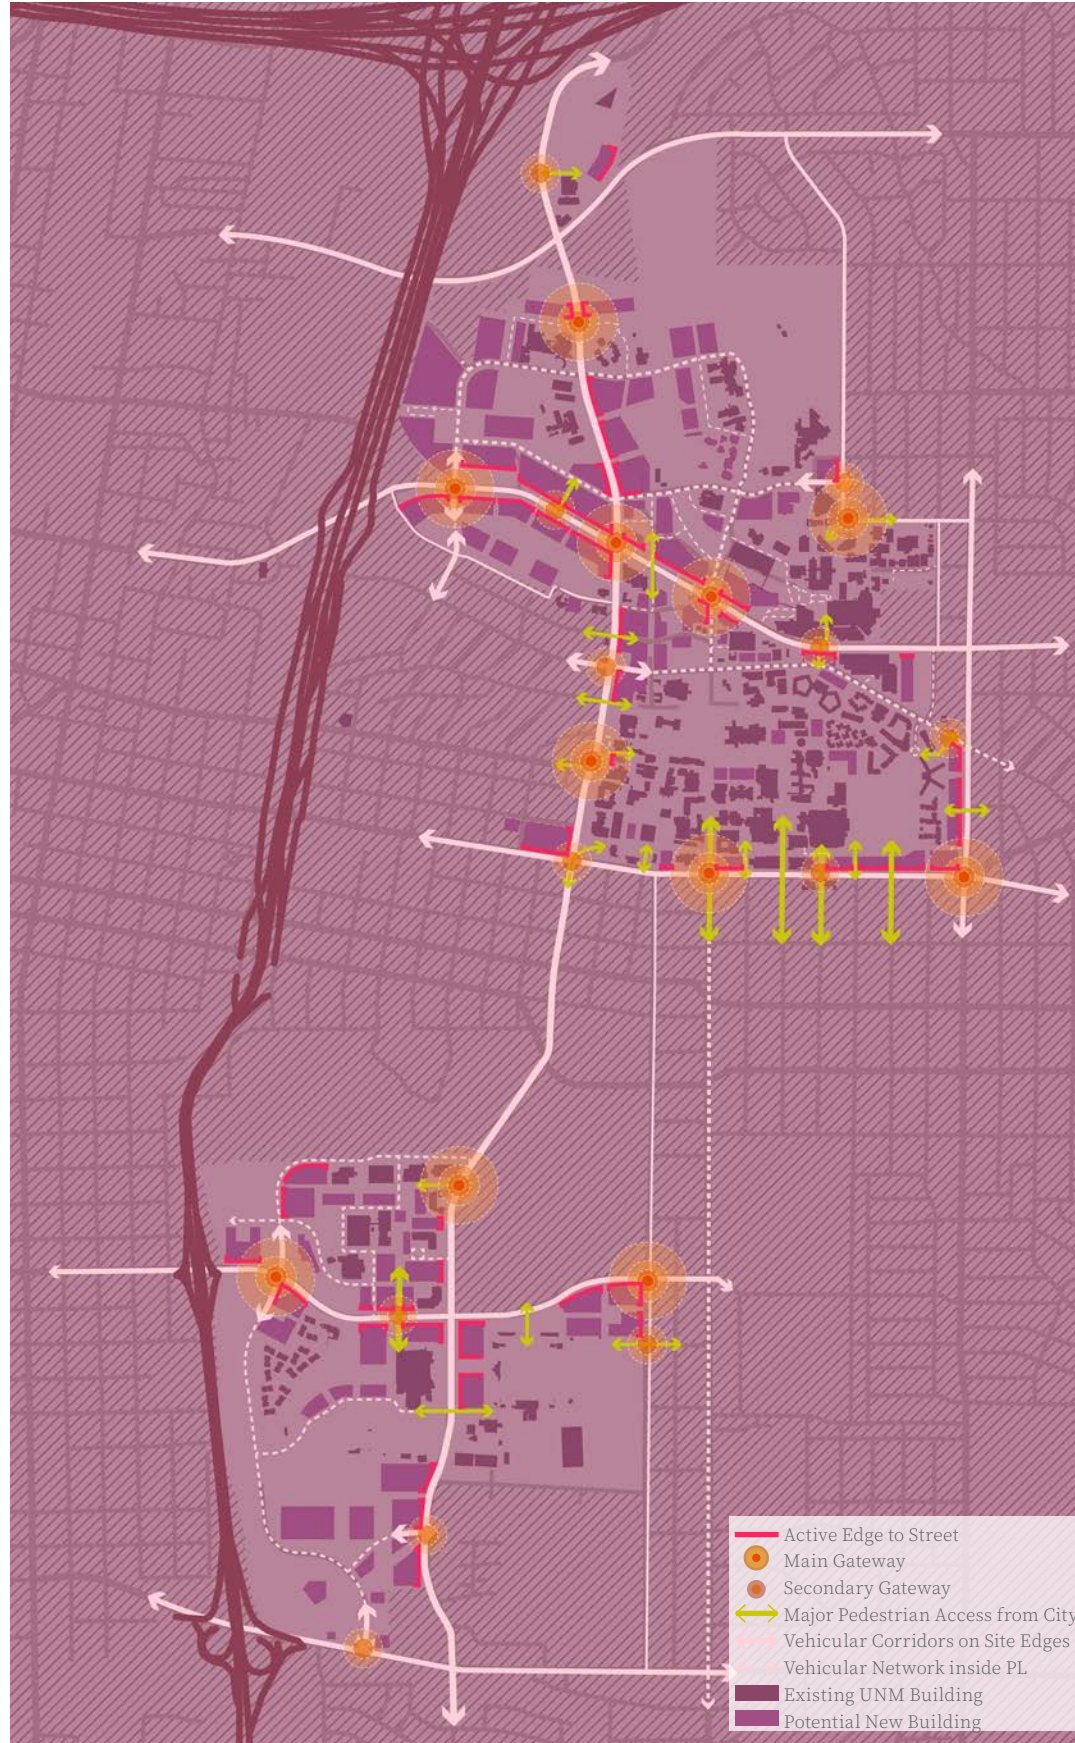 Active Edge to Street
Main Gateway
Secondary Gateway
Major Pedestrian Access from City
Vehicular Corridors on Site Edges
Vehicular Network inside PL
Existing UNM Building
Potential New Building